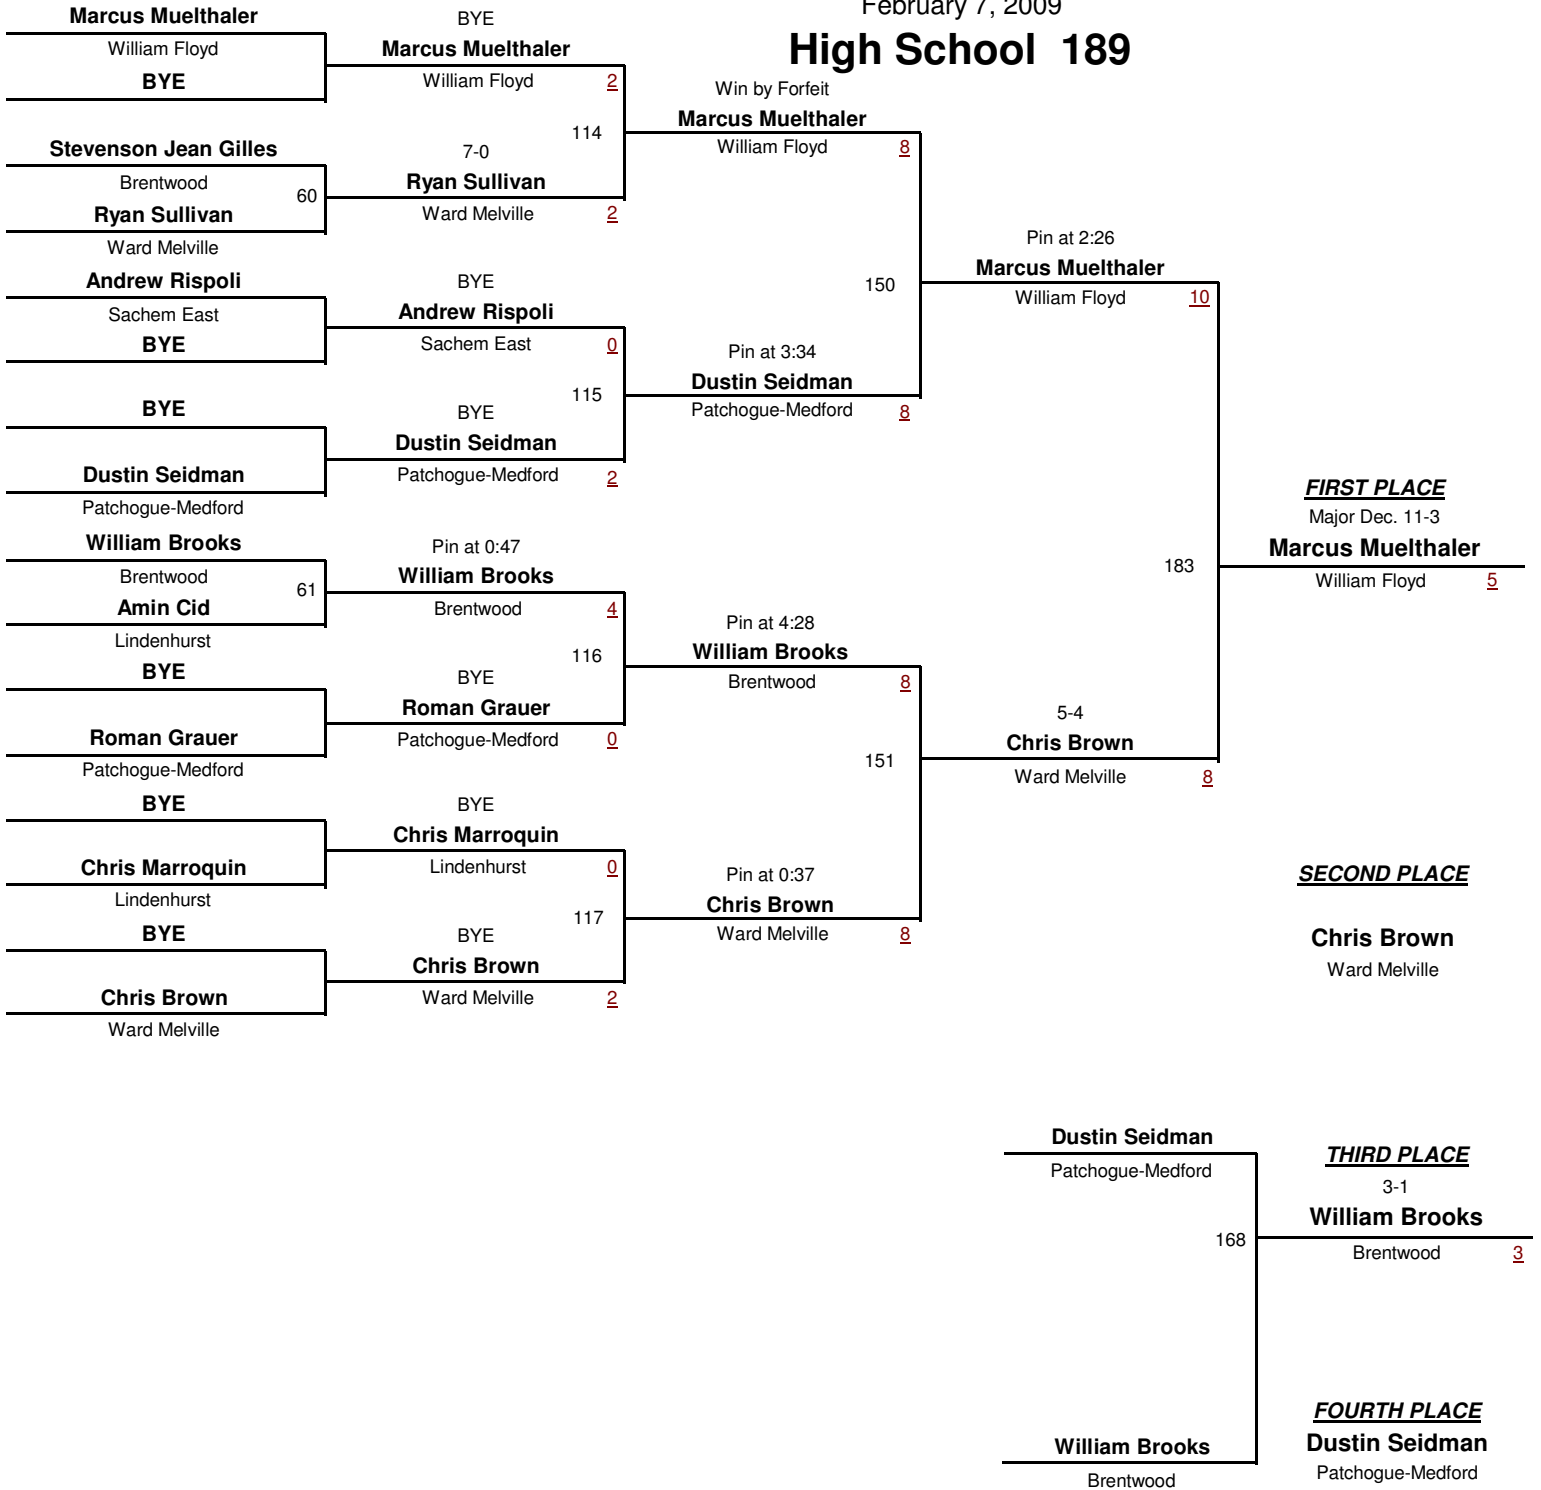 February 7, 2009
High School 189
Marcus Muelthaler
William Floyd
BYE
Stevenson Jean Gilles
Brentwood
60
Ryan Sullivan
Ward Melville
Andrew Rispoli
Sachem East
BYE
BYE
Dustin Seidman
Patchogue-Medford
William Brooks
Brentwood
61
Amin Cid
Lindenhurst
BYE
Roman Grauer
Patchogue-Medford
BYE
Chris Marroquin
Lindenhurst
BYE
Chris Brown
Ward Melville
BYE
Marcus Muelthaler
William Floyd 2
114
7-0
Ryan Sullivan
Ward Melville 2
BYE
Andrew Rispoli
Sachem East 0
115
BYE
Dustin Seidman
Patchogue-Medford 2
Pin at 0:47
William Brooks
Brentwood 4
116
BYE
Roman Grauer
Patchogue-Medford 0
BYE
Chris Marroquin
Lindenhurst 0
117
BYE
Chris Brown
Ward Melville 2
Win by Forfeit
Marcus Muelthaler
William Floyd 8
150
Pin at 3:34
Dustin Seidman
Patchogue-Medford 8
Pin at 4:28
William Brooks
Brentwood 8
151
Pin at 0:37
Chris Brown
Ward Melville 8
Pin at 2:26
Marcus Muelthaler
William Floyd 10
183
5-4
Chris Brown
Ward Melville 8
FIRST PLACE
Major Dec. 11-3
Marcus Muelthaler
William Floyd 5
SECOND PLACE
Chris Brown
Ward Melville
Dustin Seidman
Patchogue-Medford
168
William Brooks
Brentwood
THIRD PLACE
3-1
William Brooks
Brentwood 3
FOURTH PLACE
Dustin Seidman
Patchogue-Medford